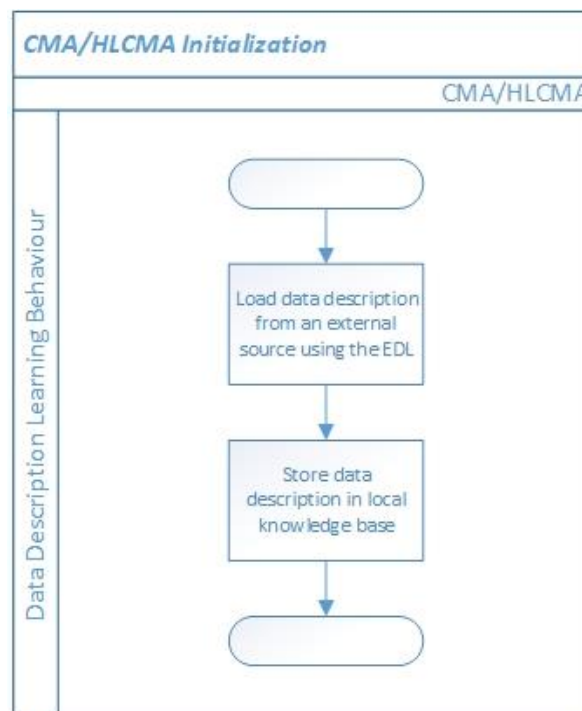 CMA/HLCMA Initialization
CMA/HLCMA
Data Description Learning Behaviour
Load data description
from an external
source using the EDL
Store data
description in local
knowledge base